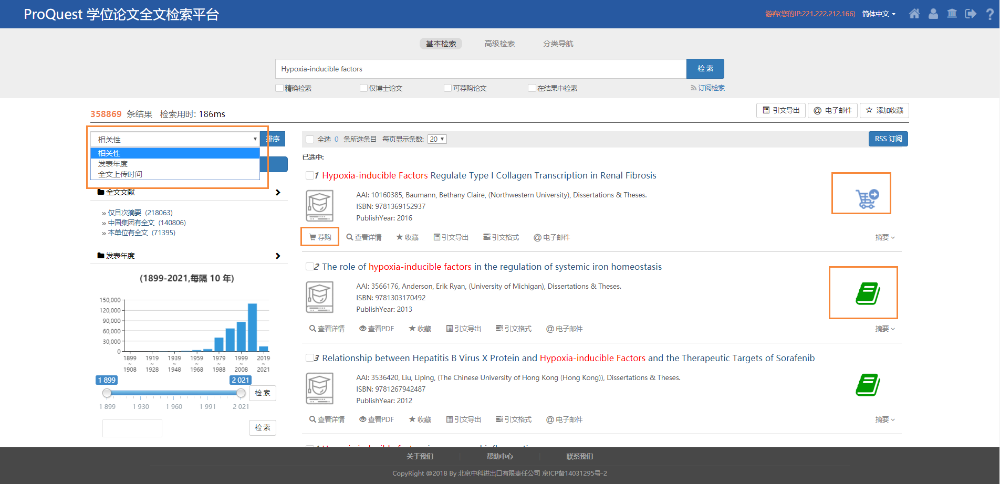 ProQuest 学位论文全文检索平台
游客(您的IP:221.222.212.166) 简体中文
基本检索 高级检索 分类导航
Hypoxia-inducible factors 检 索
精确检索 仅博士论文 可荐购论文 在结果中检索 订阅检索
358869 条结果 检索用时: 186ms
引文导出 @ 电子邮件 添加收藏
相关性 排序
相关性
发表年度
全文上传时间
全文文献
» 仅目次摘要 (218063)
» 中国集团有全文 (140806)
» 本单位有全文 (71395)
发表年度
(1899-2021,每隔 10 年)
150,000
120,000
90,000
60,000
30,000
0
1899 1919 1939 1959 1979 1999 2019
~ ~ ~ ~ ~ ~ ~
1908 1928 1948 1968 1988 2008 2021
1 899 2 021
检 索
1 899 1 930 1 960 1 991 2 021
检 索
全选 0 条所选条目 每页显示条数: 20
RSS 订阅
已选中:
1 Hypoxia-inducible Factors Regulate Type I Collagen Transcription in Renal Fibrosis
AAI: 10160385, Baumann, Bethany Claire, (Northwestern University), Dissertations & Theses.
ISBN: 9781369152937
PublishYear: 2016
荐购 查看详情 收藏 引文导出 引文格式 @ 电子邮件 摘要
2 The role of hypoxia-inducible factors in the regulation of systemic iron homeostasis
AAI: 3566176, Anderson, Erik Ryan, (University of Michigan), Dissertations & Theses.
ISBN: 9781303170492
PublishYear: 2013
查看详情 查看PDF 收藏 引文导出 引文格式 @ 电子邮件 摘要
3 Relationship between Hepatitis B Virus X Protein and Hypoxia-inducible Factors and the Therapeutic Targets of Sorafenib
AAI: 3536420, Liu, Liping, (The Chinese University of Hong Kong (Hong Kong)), Dissertations & Theses.
ISBN: 9781267942487
PublishYear: 2012
查看详情 查看PDF 收藏 引文导出 引文格式 @ 电子邮件 摘要
关于我们 | 帮助中心 | 联系我们
CopyRight @2018 By 北京中科进出口有限责任公司 京ICP备14031295号-2